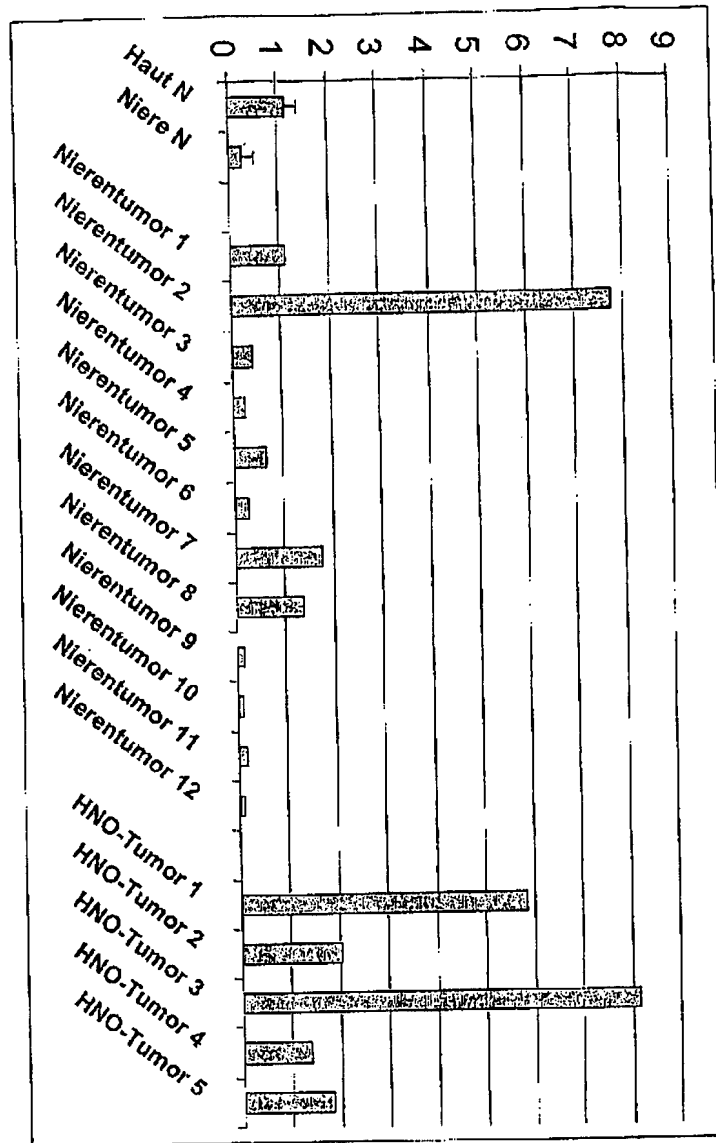 0 1 2 3 4 5 6 7 8 9
Haut N
Niere N
Nierentumor 1
Nierentumor 2
Nierentumor 3
Nierentumor 4
Nierentumor 5
Nierentumor 6
Nierentumor 7
Nierentumor 8
Nierentumor 9
Nierentumor 10
Nierentumor 11
Nierentumor 12
HNO-Tumor 1
HNO-Tumor 2
HNO-Tumor 3
HNO-Tumor 4
HNO-Tumor 5